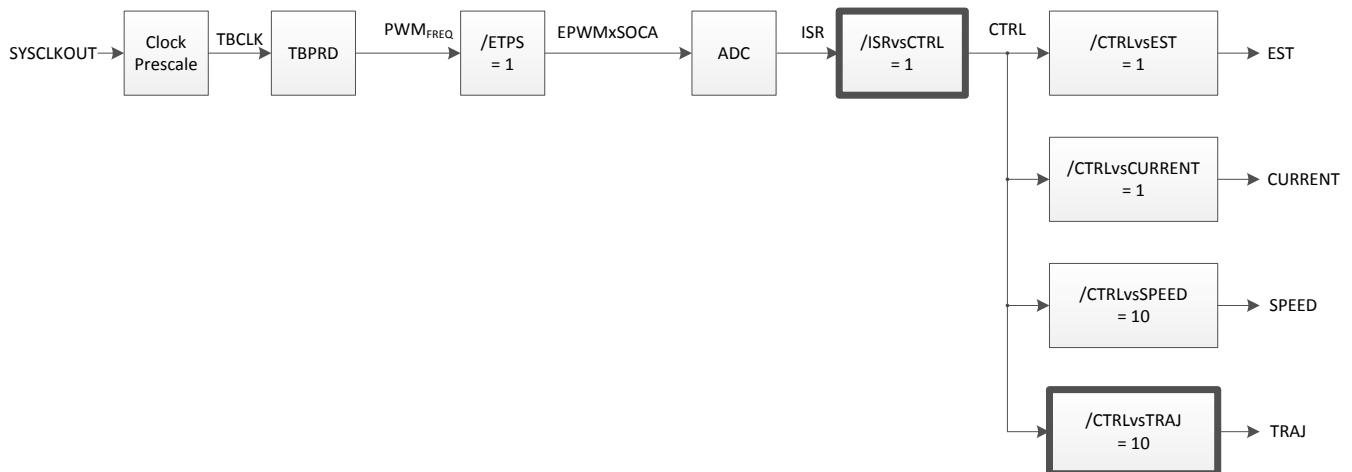 SYSCLKOUT
Clock
Prescale
TBCLK
TBPRD
PWMFREQ
/ETPS
= 1
EPWMxSOCA
ADC
ISR
/ISRvsCTRL
= 1
CTRL
/CTRLvsEST
= 1
EST
/CTRLvsCURRENT
= 1
CURRENT
/CTRLvsSPEED
= 10
SPEED
/CTRLvsTRAJ
= 10
TRAJ